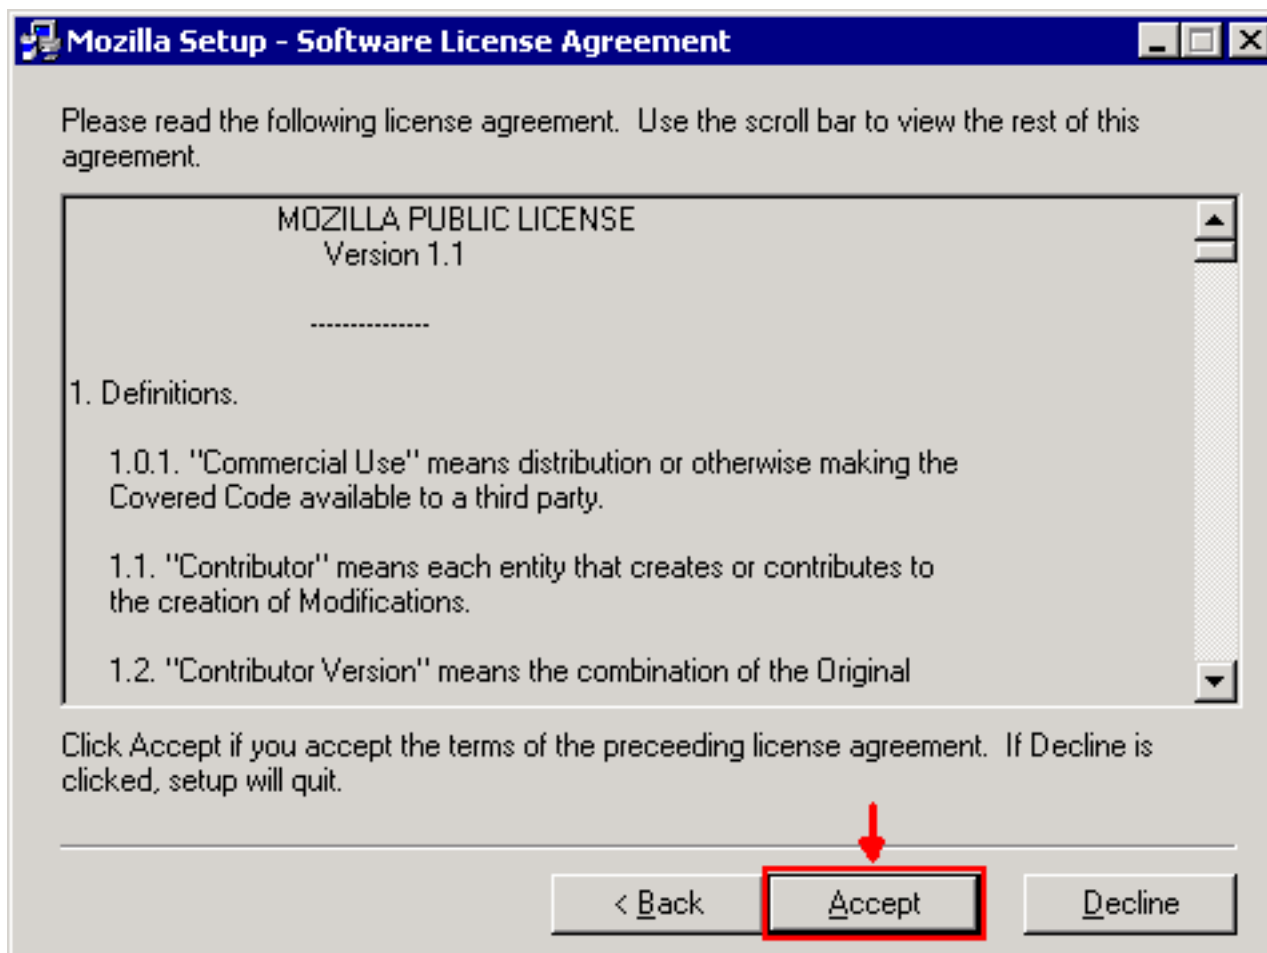 Mozilla Setup - Software License Agreement
Please read the following license agreement.  Use the scroll bar to view the rest of this
agreement.
MOZILLA PUBLIC LICENSE
Version 1.1
---------------
1. Definitions.
1.0.1. "Commercial Use" means distribution or otherwise making the
Covered Code available to a third party.
1.1. "Contributor" means each entity that creates or contributes to
the creation of Modifications.
1.2. "Contributor Version" means the combination of the Original
Click Accept if you accept the terms of the preceeding license agreement.  If Decline is
clicked, setup will quit.
< Back Accept Decline